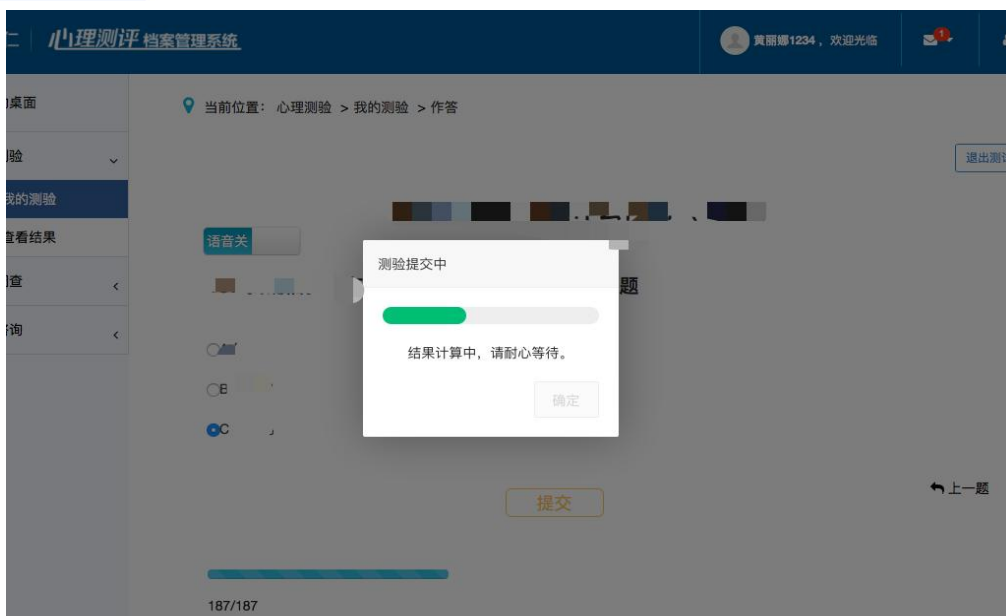 心理测评 档案管理系统
黄丽娜1234，欢迎光临
1
桌面
当前位置： 心理测验 > 我的测验 > 作答
验
退出测
我的测验
查看结果
语音关
测验提交中
查
题
询
结果计算中，请耐心等待。
B
确定
C
上一题
提交
187/187